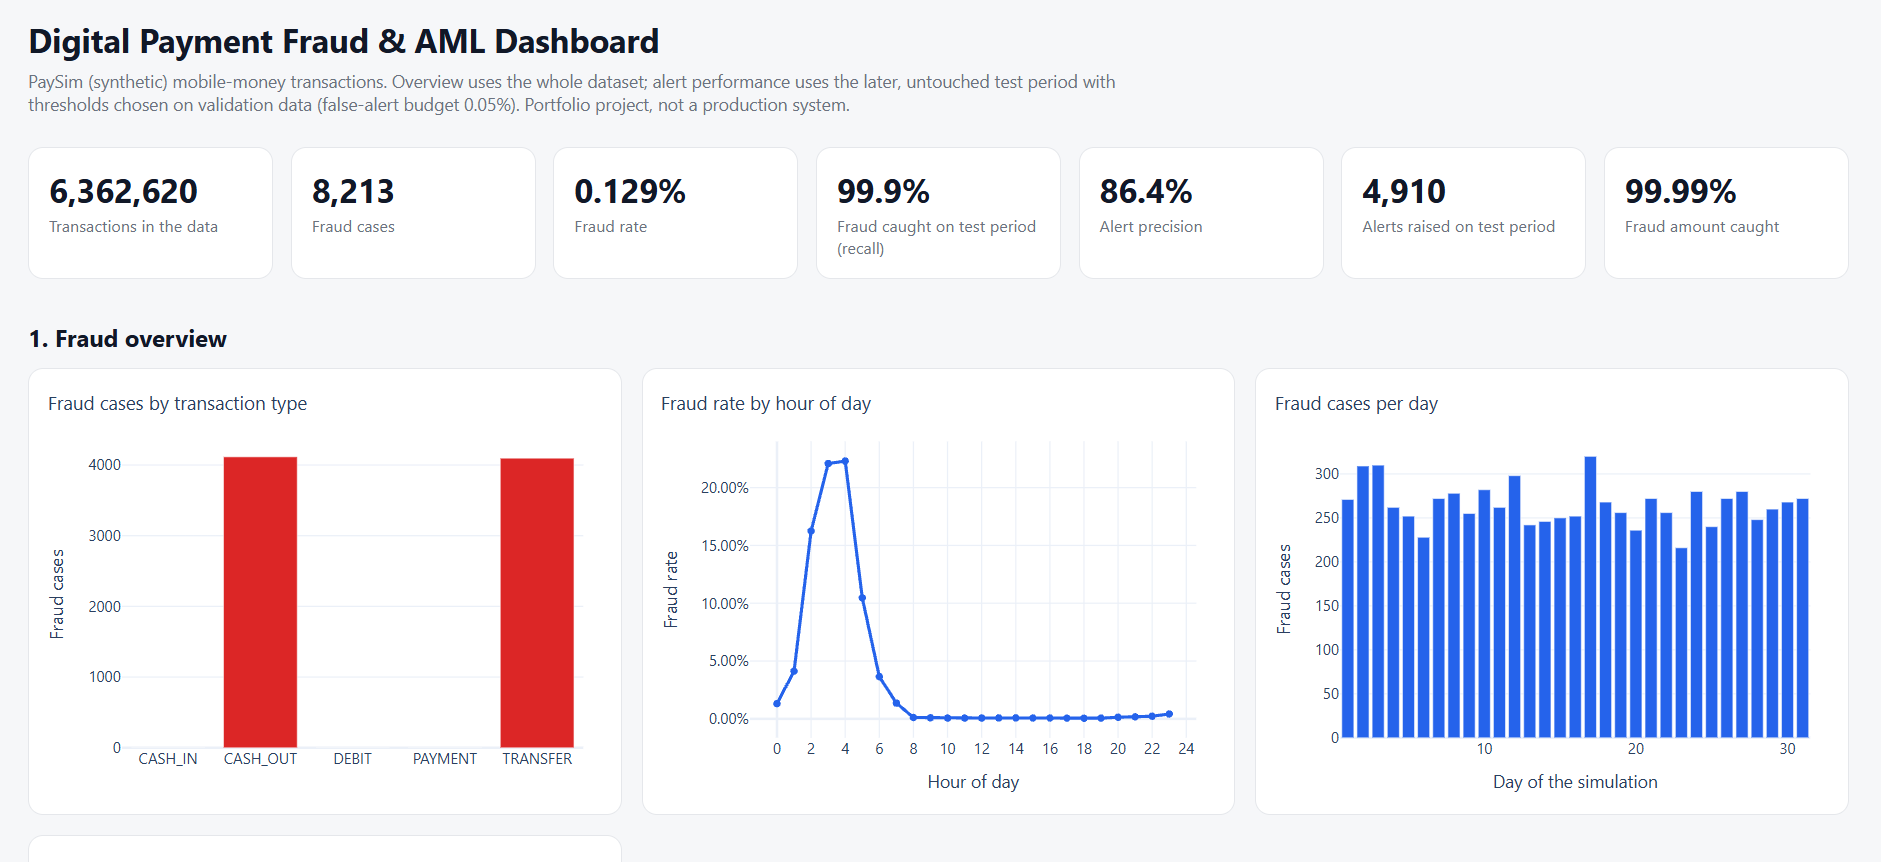 Digital Payment Fraud & AML Dashboard
PaySim (synthetic) mobile-money transactions. Overview uses the whole dataset; alert performance uses the later, untouched test period with
thresholds chosen on validation data (false-alert budget 0.05%). Portfolio project, not a production system.
6,362,620
Transactions in the data
8,213
Fraud cases
0.129%
Fraud rate
99.9%
Fraud caught on test period
(recall)
86.4%
Alert precision
4,910
Alerts raised on test period
99.99%
Fraud amount caught
1. Fraud overview
Fraud cases by transaction type
Fraud cases
4000
3000
2000
1000
0
CASH_IN CASH_OUT DEBIT PAYMENT TRANSFER
Fraud rate by hour of day
Fraud rate
20.00%
15.00%
10.00%
5.00%
0.00%
0 2 4 6 8 10 12 14 16 18 20 22 24
Hour of day
Fraud cases per day
Fraud cases
300
250
200
150
100
50
0
10 20 30
Day of the simulation